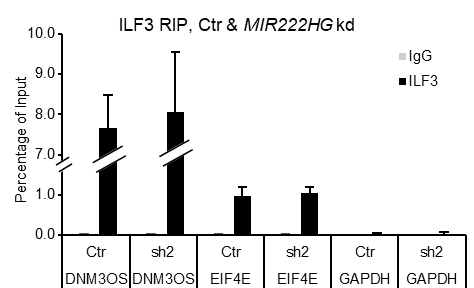 ILF3 RIP, Ctr & MIR222HG kd
IgG
ILF3
Percentage of Input
10.0
9.0
8.0
7.0
1.0
0.0
Ctr sh2 Ctr sh2 Ctr sh2
DNM3OS DNM3OS EIF4E EIF4E GAPDH GAPDH